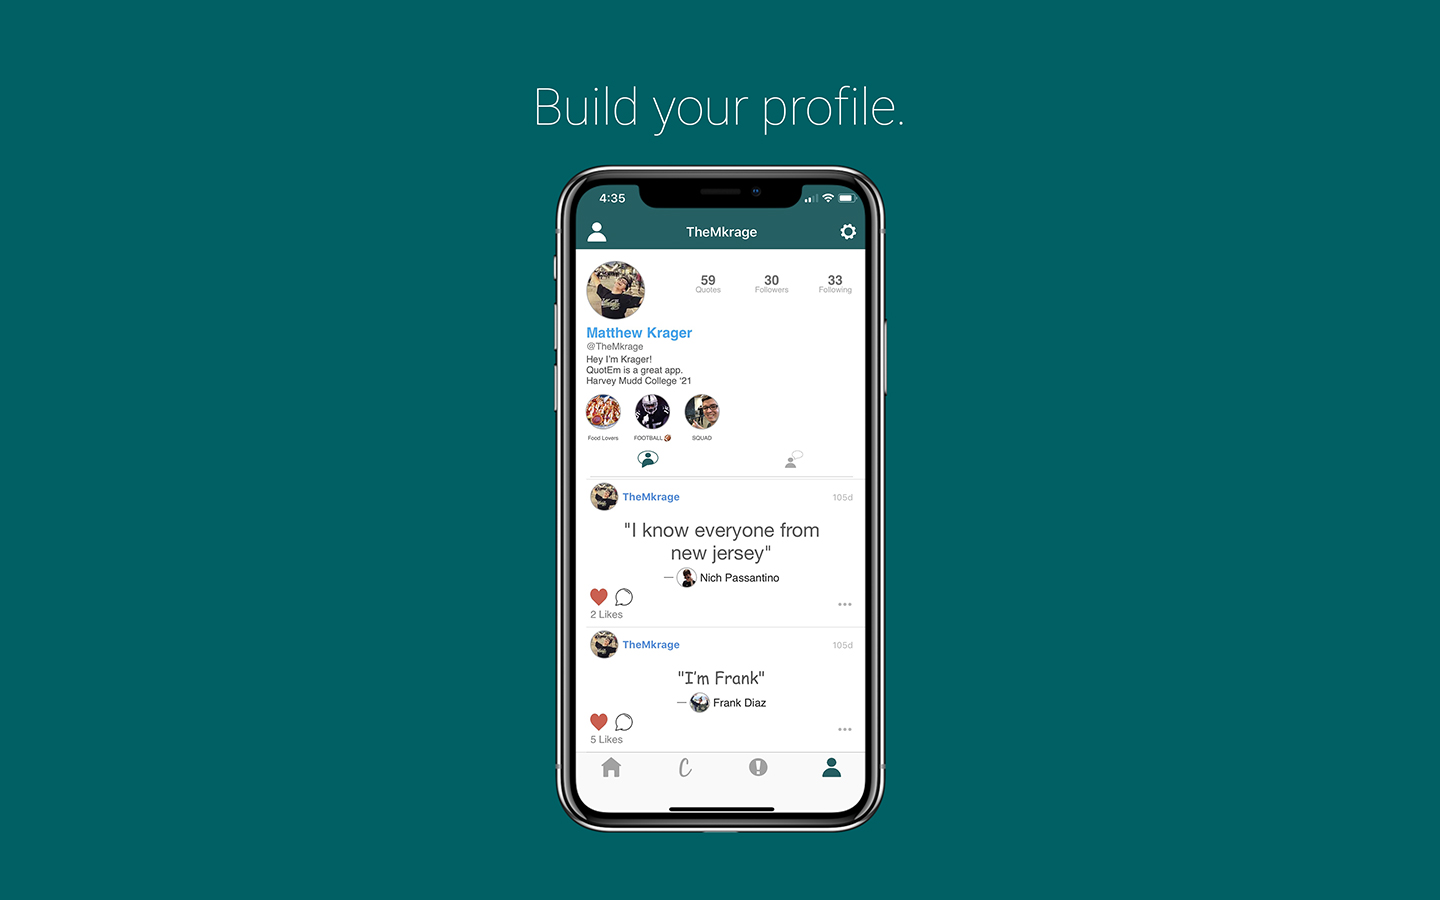 Build your profile.
4:35
TheMkrage
59 30 33
Quotes Followers Following
Matthew Krager
@TheMkrage
Hey I'm Krager!
QuotEm is a great app.
Harvey Mudd College '21
Food Lovers FOOTBALL🏈 SQUAD
TheMkrage 105d
"I know everyone from
new jersey"
— Nich Passantino
2 Likes
TheMkrage 105d
"I'm Frank"
— Frank Diaz
5 Likes
C